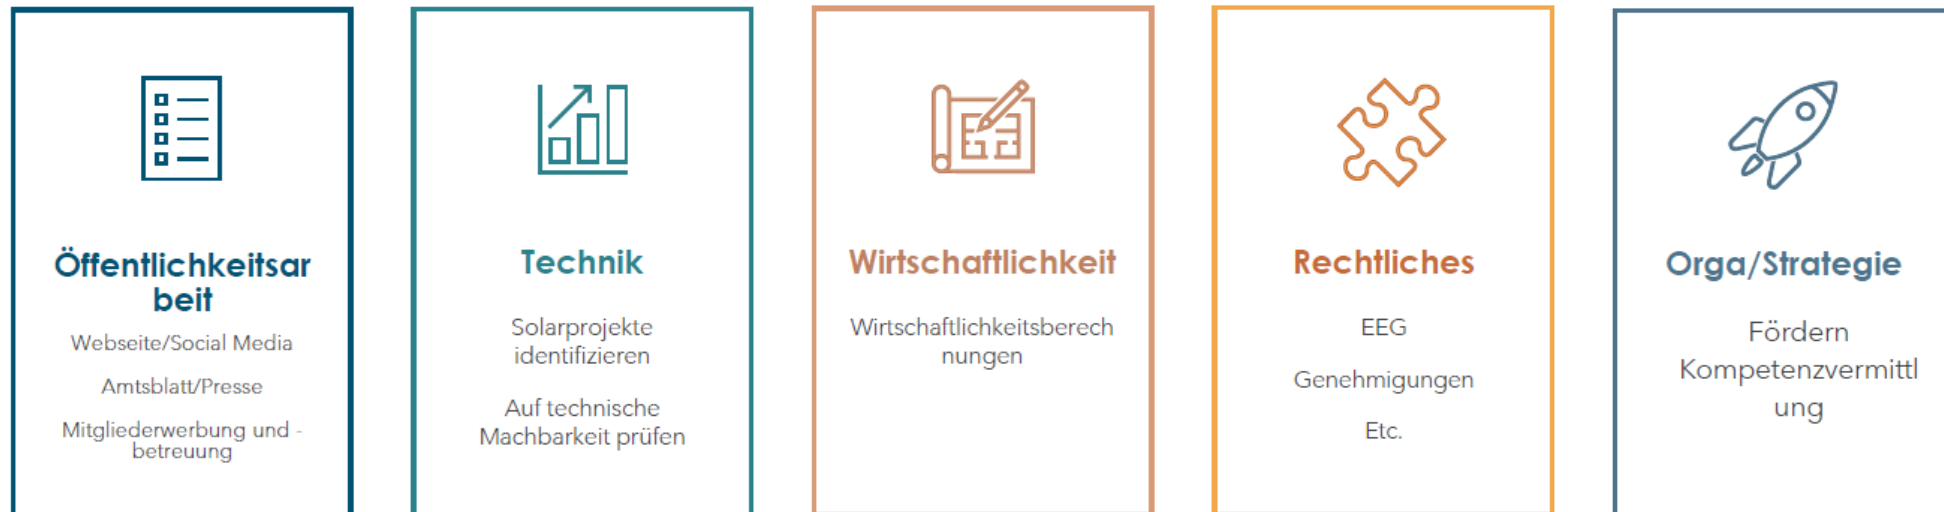 Öffentlichkeitsar
beit
Webseite/Social Media
Amtsblatt/Presse
Mitgliederwerbung und -
betreuung
Technik
Solarprojekte
identifizieren
Auf technische
Machbarkeit prüfen
Wirtschaftlichkeit
Wirtschaftlichkeitsberech
nungen
Rechtliches
EEG
Genehmigungen
Etc.
Orga/Strategie
Fördern
Kompetenzvermittl
ung